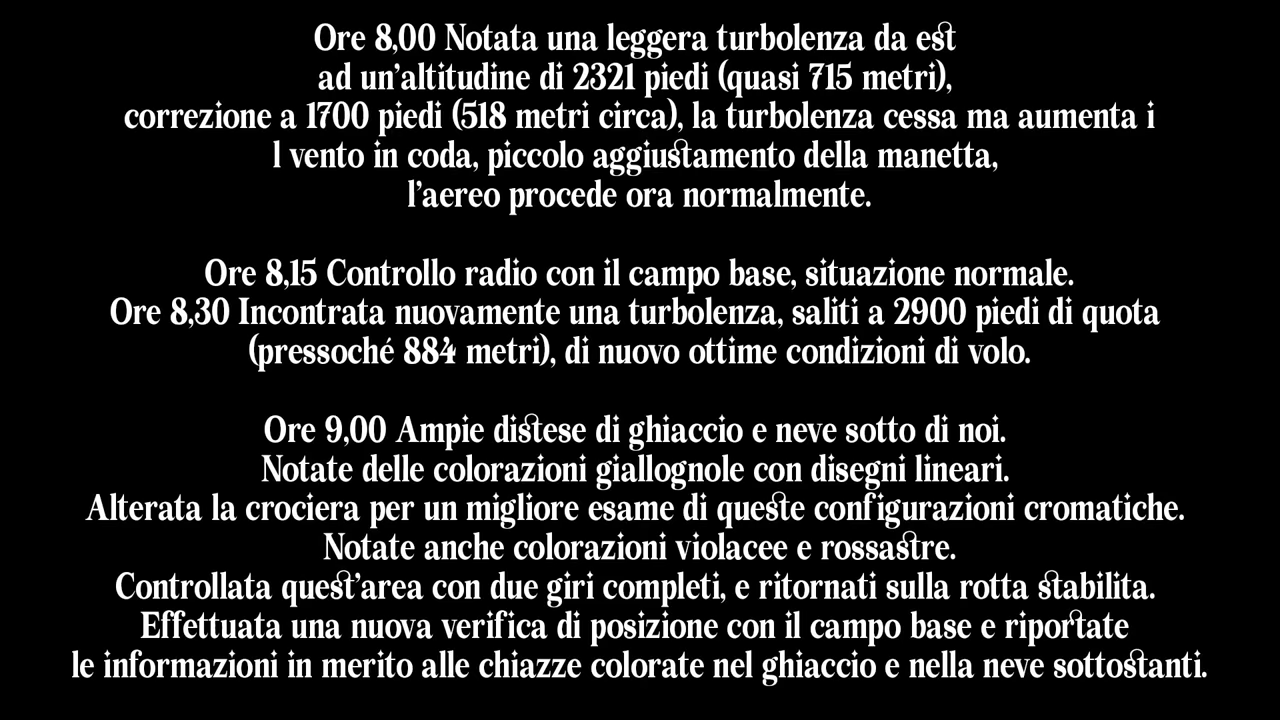 Ore 8,00 Notata una leggera turbolenza da est
ad un'altitudine di 2321 piedi (quasi 715 metri),
correzione a 1700 piedi (518 metri circa), la turbolenza cessa ma aumenta i
l vento in coda, piccolo aggiustamento della manetta,
l'aereo procede ora normalmente.
Ore 8,15 Controllo radio con il campo base, situazione normale.
Ore 8,30 Incontrata nuovamente una turbolenza, saliti a 2900 piedi di quota
(pressoché 884 metri), di nuovo ottime condizioni di volo.
Ore 9,00 Ampie distese di ghiaccio e neve sotto di noi.
Notate delle colorazioni giallognole con disegni lineari.
Alterata la crociera per un migliore esame di queste configurazioni cromatiche.
Notate anche colorazioni violacee e rossastre.
Controllata quest'area con due giri completi, e ritornati sulla rotta stabilita.
Effettuata una nuova verifica di posizione con il campo base e riportate
le informazioni in merito alle chiazze colorate nel ghiaccio e nella neve sottostanti.